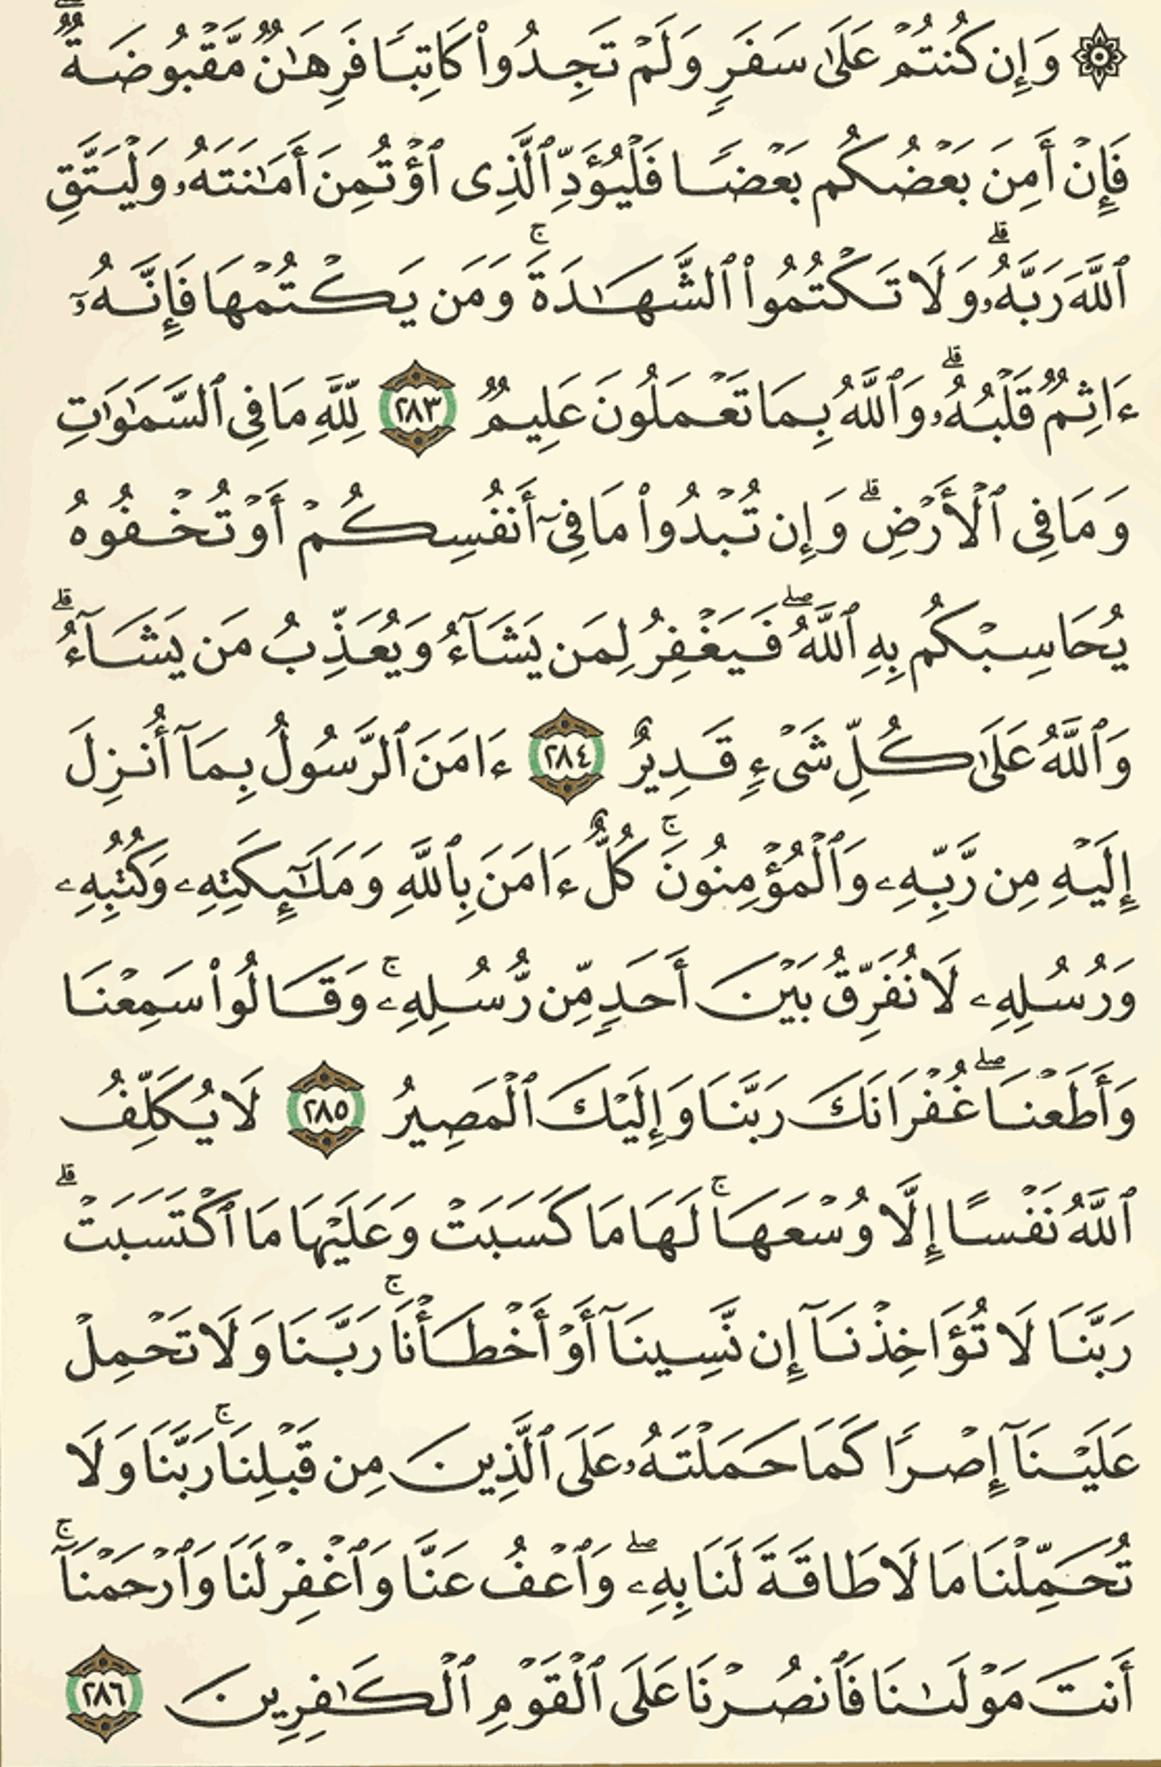 ۞ وَإِن كُنتُمْ عَلَىٰ سَفَرٍ وَلَمْ تَجِدُوا۟ كَاتِبًا فَرِهَـٰنٌ مَّقْبُوضَةٌ ۖ
فَإِنْ أَمِنَ بَعْضُكُم بَعْضًا فَلْيُؤَدِّ ٱلَّذِى ٱؤْتُمِنَ أَمَـٰنَتَهُۥ وَلْيَتَّقِ
ٱللَّهَ رَبَّهُۥ ۗ وَلَا تَكْتُمُوا۟ ٱلشَّهَـٰدَةَ ۚ وَمَن يَكْتُمْهَا فَإِنَّهُۥٓ
ءَاثِمٌ قَلْبُهُۥ ۗ وَٱللَّهُ بِمَا تَعْمَلُونَ عَلِيمٌ ٢٨٣ لِّلَّهِ مَا فِى ٱلسَّمَـٰوَٰتِ
وَمَا فِى ٱلْأَرْضِ ۗ وَإِن تُبْدُوا۟ مَا فِىٓ أَنفُسِكُمْ أَوْ تُخْفُوهُ
يُحَاسِبْكُم بِهِ ٱللَّهُ ۖ فَيَغْفِرُ لِمَن يَشَآءُ وَيُعَذِّبُ مَن يَشَآءُ ۗ
وَٱللَّهُ عَلَىٰ كُلِّ شَىْءٍ قَدِيرٌ ٢٨٤ ءَامَنَ ٱلرَّسُولُ بِمَآ أُنزِلَ
إِلَيْهِ مِن رَّبِّهِۦ وَٱلْمُؤْمِنُونَ ۚ كُلٌّ ءَامَنَ بِٱللَّهِ وَمَلَـٰٓئِكَتِهِۦ وَكُتُبِهِۦ
وَرُسُلِهِۦ لَا نُفَرِّقُ بَيْنَ أَحَدٍ مِّن رُّسُلِهِۦ ۚ وَقَالُوا۟ سَمِعْنَا
وَأَطَعْنَا ۖ غُفْرَانَكَ رَبَّنَا وَإِلَيْكَ ٱلْمَصِيرُ ٢٨٥ لَا يُكَلِّفُ
ٱللَّهُ نَفْسًا إِلَّا وُسْعَهَا ۚ لَهَا مَا كَسَبَتْ وَعَلَيْهَا مَا ٱكْتَسَبَتْ ۗ
رَبَّنَا لَا تُؤَاخِذْنَآ إِن نَّسِينَآ أَوْ أَخْطَأْنَا ۚ رَبَّنَا وَلَا تَحْمِلْ
عَلَيْنَآ إِصْرًا كَمَا حَمَلْتَهُۥ عَلَى ٱلَّذِينَ مِن قَبْلِنَا ۚ رَبَّنَا وَلَا
تُحَمِّلْنَا مَا لَا طَاقَةَ لَنَا بِهِۦ ۖ وَٱعْفُ عَنَّا وَٱغْفِرْ لَنَا وَٱرْحَمْنَآ ۚ
أَنتَ مَوْلَىٰنَا فَٱنصُرْنَا عَلَى ٱلْقَوْمِ ٱلْكَـٰفِرِينَ ٢٨٦